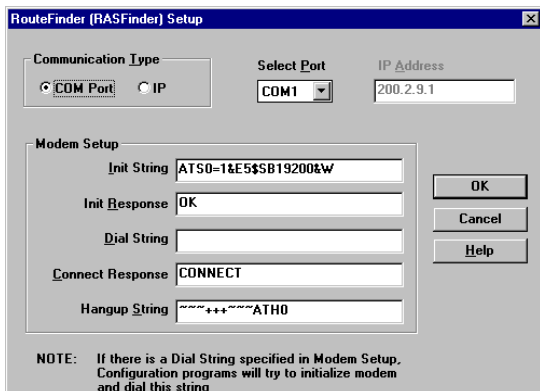 RouteFinder (RASFinder) Setup
Communication Type
COM Port
IP
Select Port
COM1
IP Address
200.2.9.1
Modem Setup
Init String
ATS0=1&E5$SB19200&W
Init Response
OK
Dial String
Connect Response
CONNECT
Hangup String
~~~+++~~~ATH0
OK
Cancel
Help
NOTE: If there is a Dial String specified in Modem Setup,
Configuration programs will try to initialize modem
and dial this string